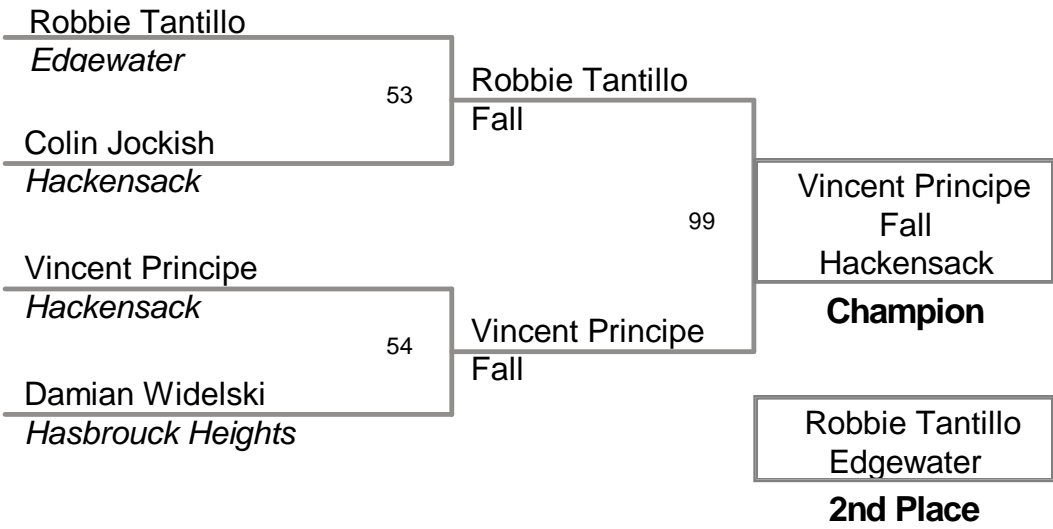 Robbie Tantillo
Edgewater
53
Colin Jockish
Hackensack
Robbie Tantillo
Fall
Vincent Principe
Hackensack
54
Damian Widelski
Hasbrouck Heights
Vincent Principe
Fall
99
Vincent Principe
Fall
Hackensack
Champion
Robbie Tantillo
Edgewater
2nd Place